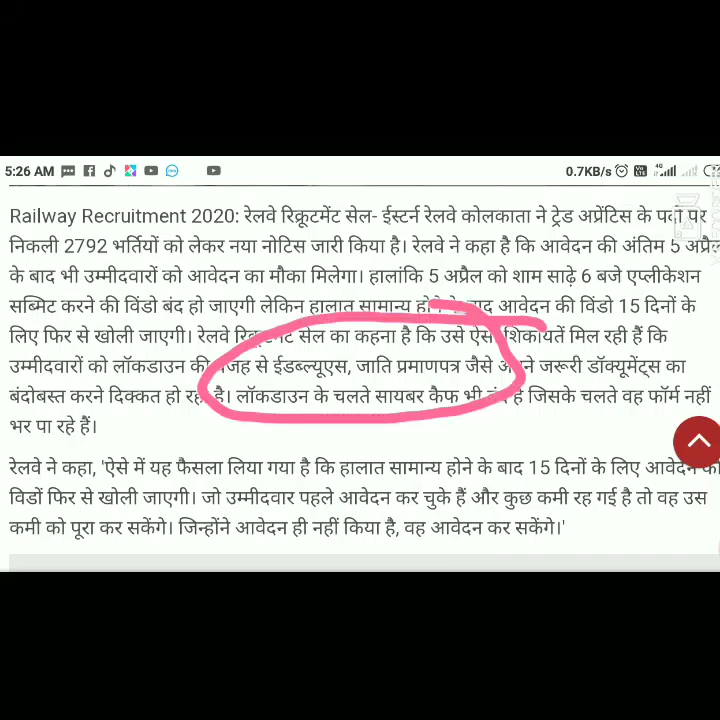 5:26 AM 0.7KB/s
Railway Recruitment 2020: रेलवे रिक्रूटमेंट सेल- ईस्टर्न रेलवे कोलकाता ने ट्रेड अप्रेंटिस के पदों पर
निकली 2792 भर्तियों को लेकर नया नोटिस जारी किया है। रेलवे ने कहा है कि आवेदन की अंतिम 5 अप्रैल
के बाद भी उम्मीदवारों को आवेदन का मौका मिलेगा। हालांकि 5 अप्रैल को शाम साढ़े 6 बजे एप्लीकेशन
सब्मिट करने की विंडो बंद हो जाएगी लेकिन हालात सामान्य होने के बाद आवेदन की विंडो 15 दिनों के
लिए फिर से खोली जाएगी। रेलवे रिक्रूटमेंट सेल का कहना है कि उसे ऐसी शिकायतें मिल रही हैं कि
उम्मीदवारों को लॉकडाउन की वजह से ईडब्ल्यूएस, जाति प्रमाणपत्र जैसे अपने जरूरी डॉक्यूमेंट्स का
बंदोबस्त करने दिक्कत हो रही है। लॉकडाउन के चलते सायबर कैफ भी बंद है जिसके चलते वह फॉर्म नहीं
भर पा रहे हैं।
रेलवे ने कहा, 'ऐसे में यह फैसला लिया गया है कि हालात सामान्य होने के बाद 15 दिनों के लिए आवेदन की
विडों फिर से खोली जाएगी। जो उम्मीदवार पहले आवेदन कर चुके हैं और कुछ कमी रह गई है तो वह उस
कमी को पूरा कर सकेंगे। जिन्होंने आवेदन ही नहीं किया है, वह आवेदन कर सकेंगे।'